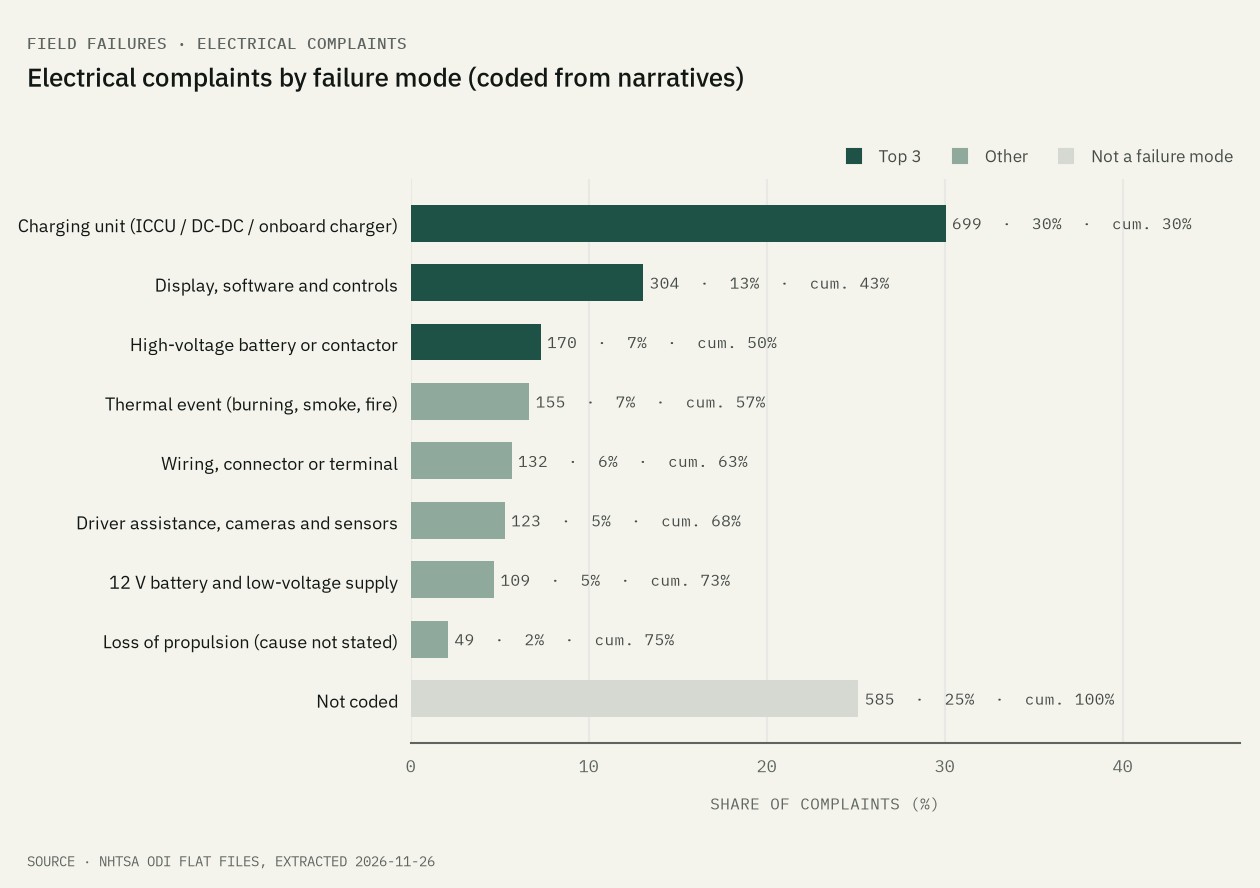 FIELD FAILURES · ELECTRICAL COMPLAINTS
Electrical complaints by failure mode (coded from narratives)
Top 3 Other Not a failure mode
Charging unit (ICCU / DC-DC / onboard charger) 699 · 30% · cum. 30%
Display, software and controls 304 · 13% · cum. 43%
High-voltage battery or contactor 170 · 7% · cum. 50%
Thermal event (burning, smoke, fire) 155 · 7% · cum. 57%
Wiring, connector or terminal 132 · 6% · cum. 63%
Driver assistance, cameras and sensors 123 · 5% · cum. 68%
12 V battery and low-voltage supply 109 · 5% · cum. 73%
Loss of propulsion (cause not stated) 49 · 2% · cum. 75%
Not coded 585 · 25% · cum. 100%
0 10 20 30 40
SHARE OF COMPLAINTS (%)
SOURCE · NHTSA ODI FLAT FILES, EXTRACTED 2026-11-26